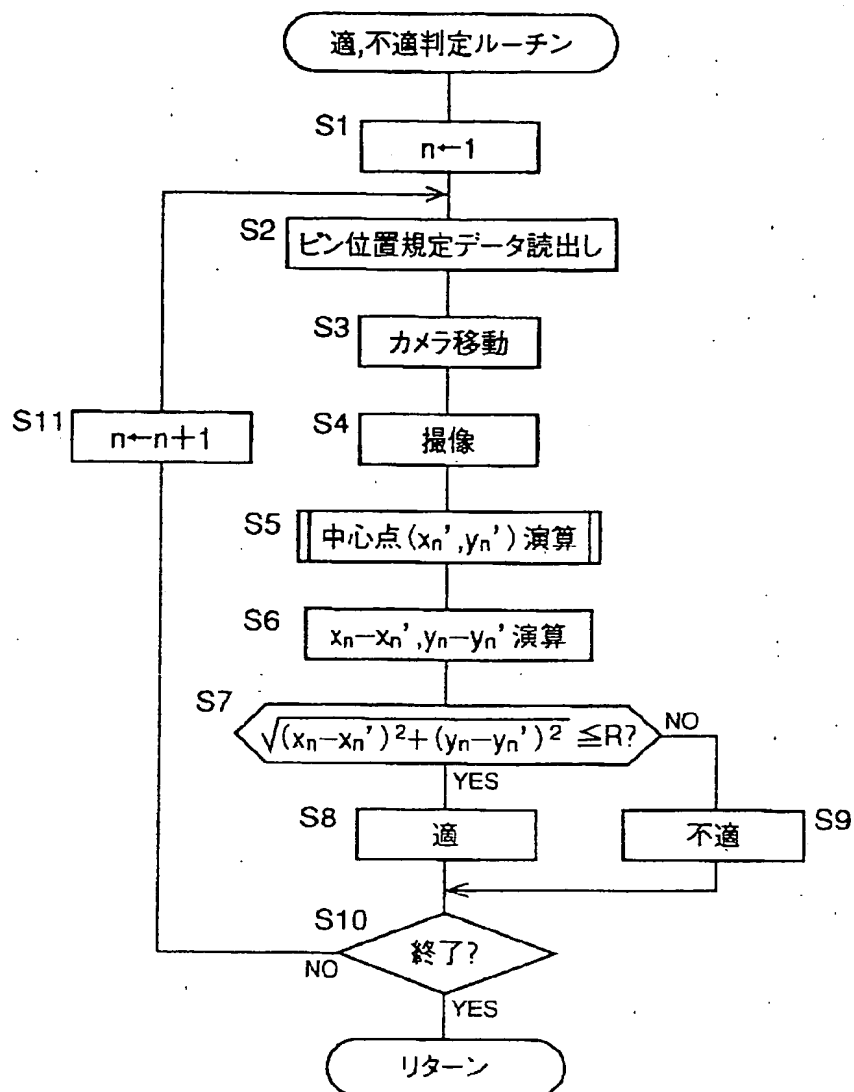 適,不適判定ルーチン
S1
n←1
S2
ピン位置規定データ読出し
S3
カメラ移動
S11
n←n+1
S4
撮像
S5
中心点(xn',yn')演算
S6
xn−xn',yn−yn'演算
S7
√(xn−xn')²+(yn−yn')² ≦R?
NO
YES
S8
適
不適
S9
S10
終了?
NO
YES
リターン